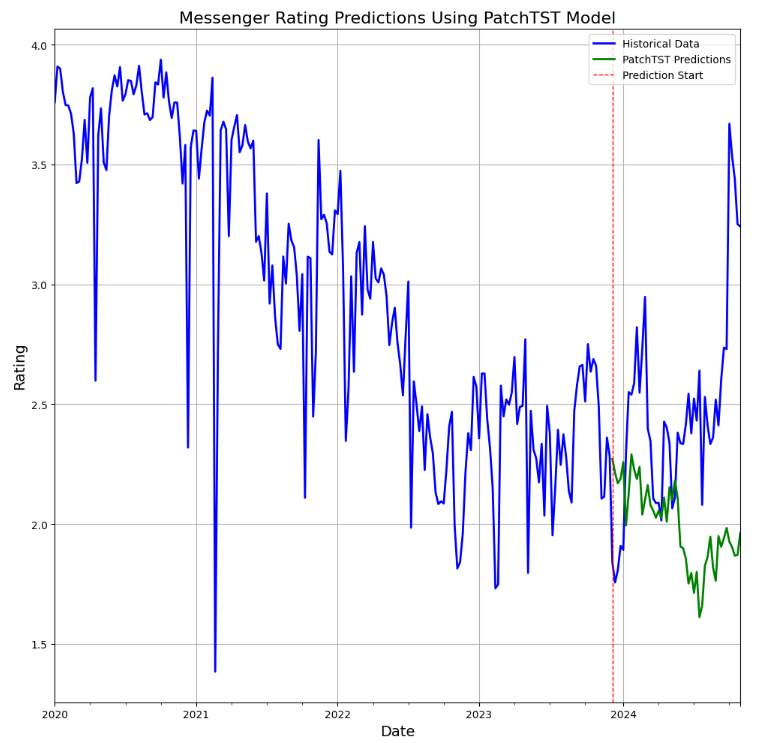 Messenger Rating Predictions Using PatchTST Model
Historical Data
PatchTST Predictions
Prediction Start
Rating
4.0
3.5
3.0
2.5
2.0
1.5
2020
2021
2022
2023
2024
Date